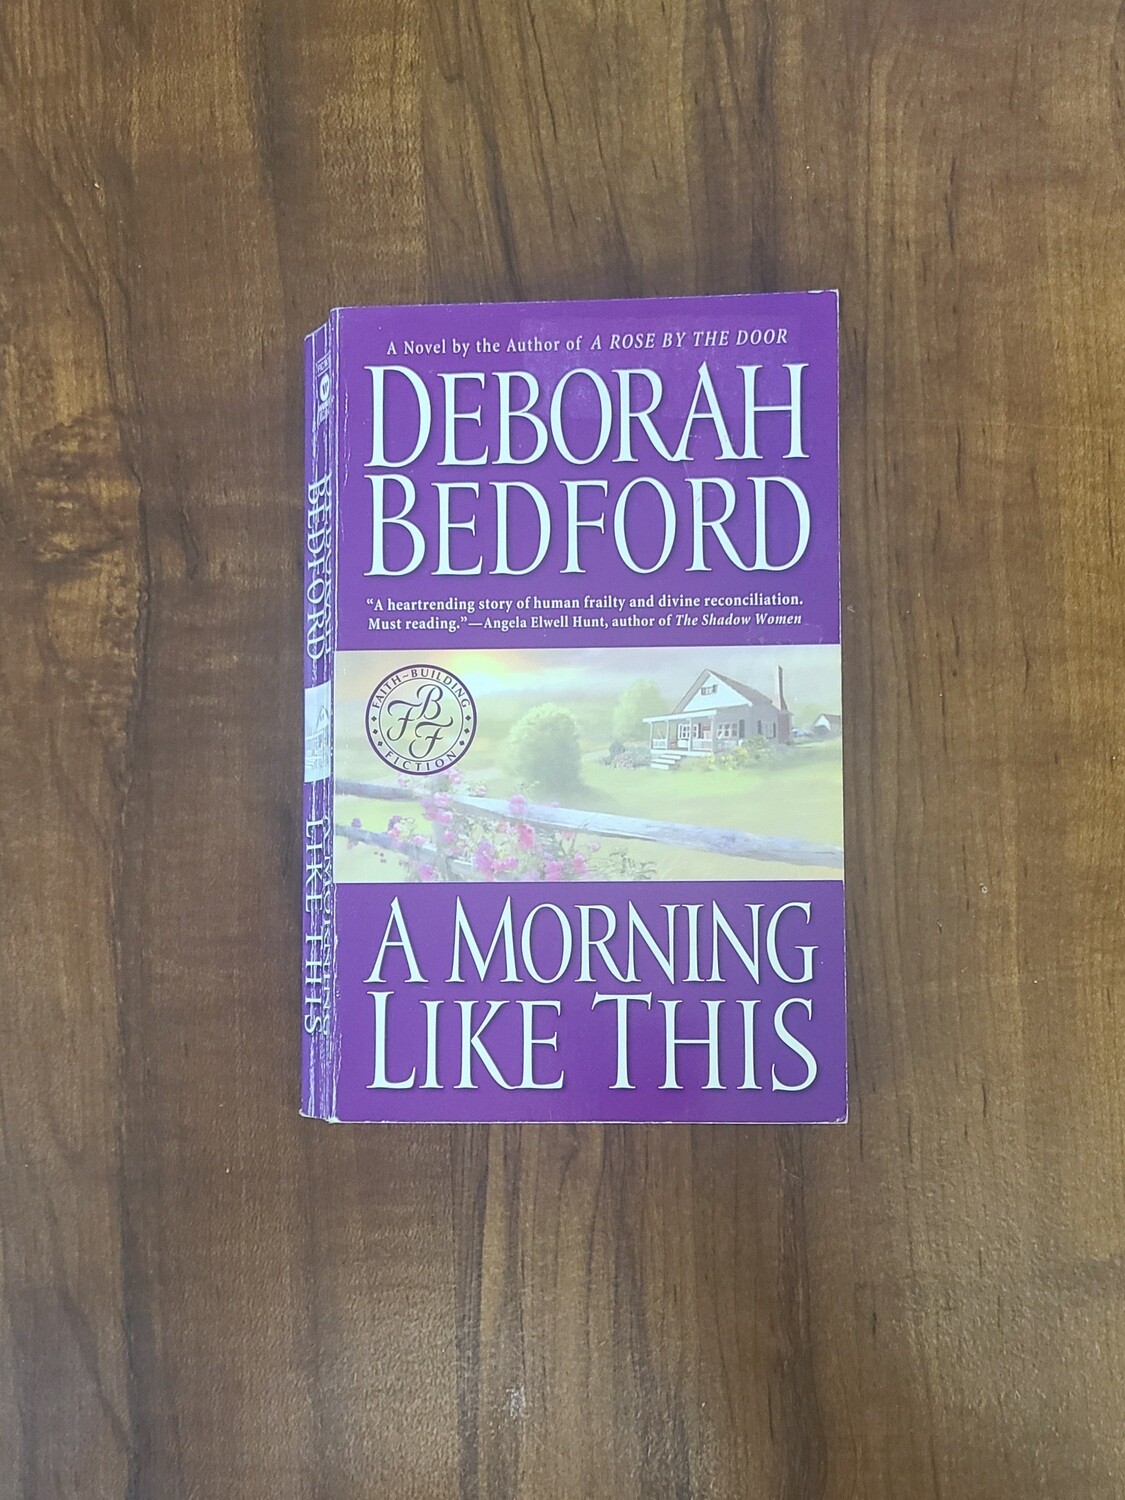 A Novel by the Author of A ROSE BY THE DOOR
DEBORAH
BEDFORD
“A heartrending story of human frailty and divine reconciliation.
Must reading.”—Angela Elwell Hunt, author of The Shadow Women
FAITH~BUILDING
FBF
FICTION
A MORNING
LIKE THIS
DEBORAH
BEDFORD
A MORNING
LIKE THIS